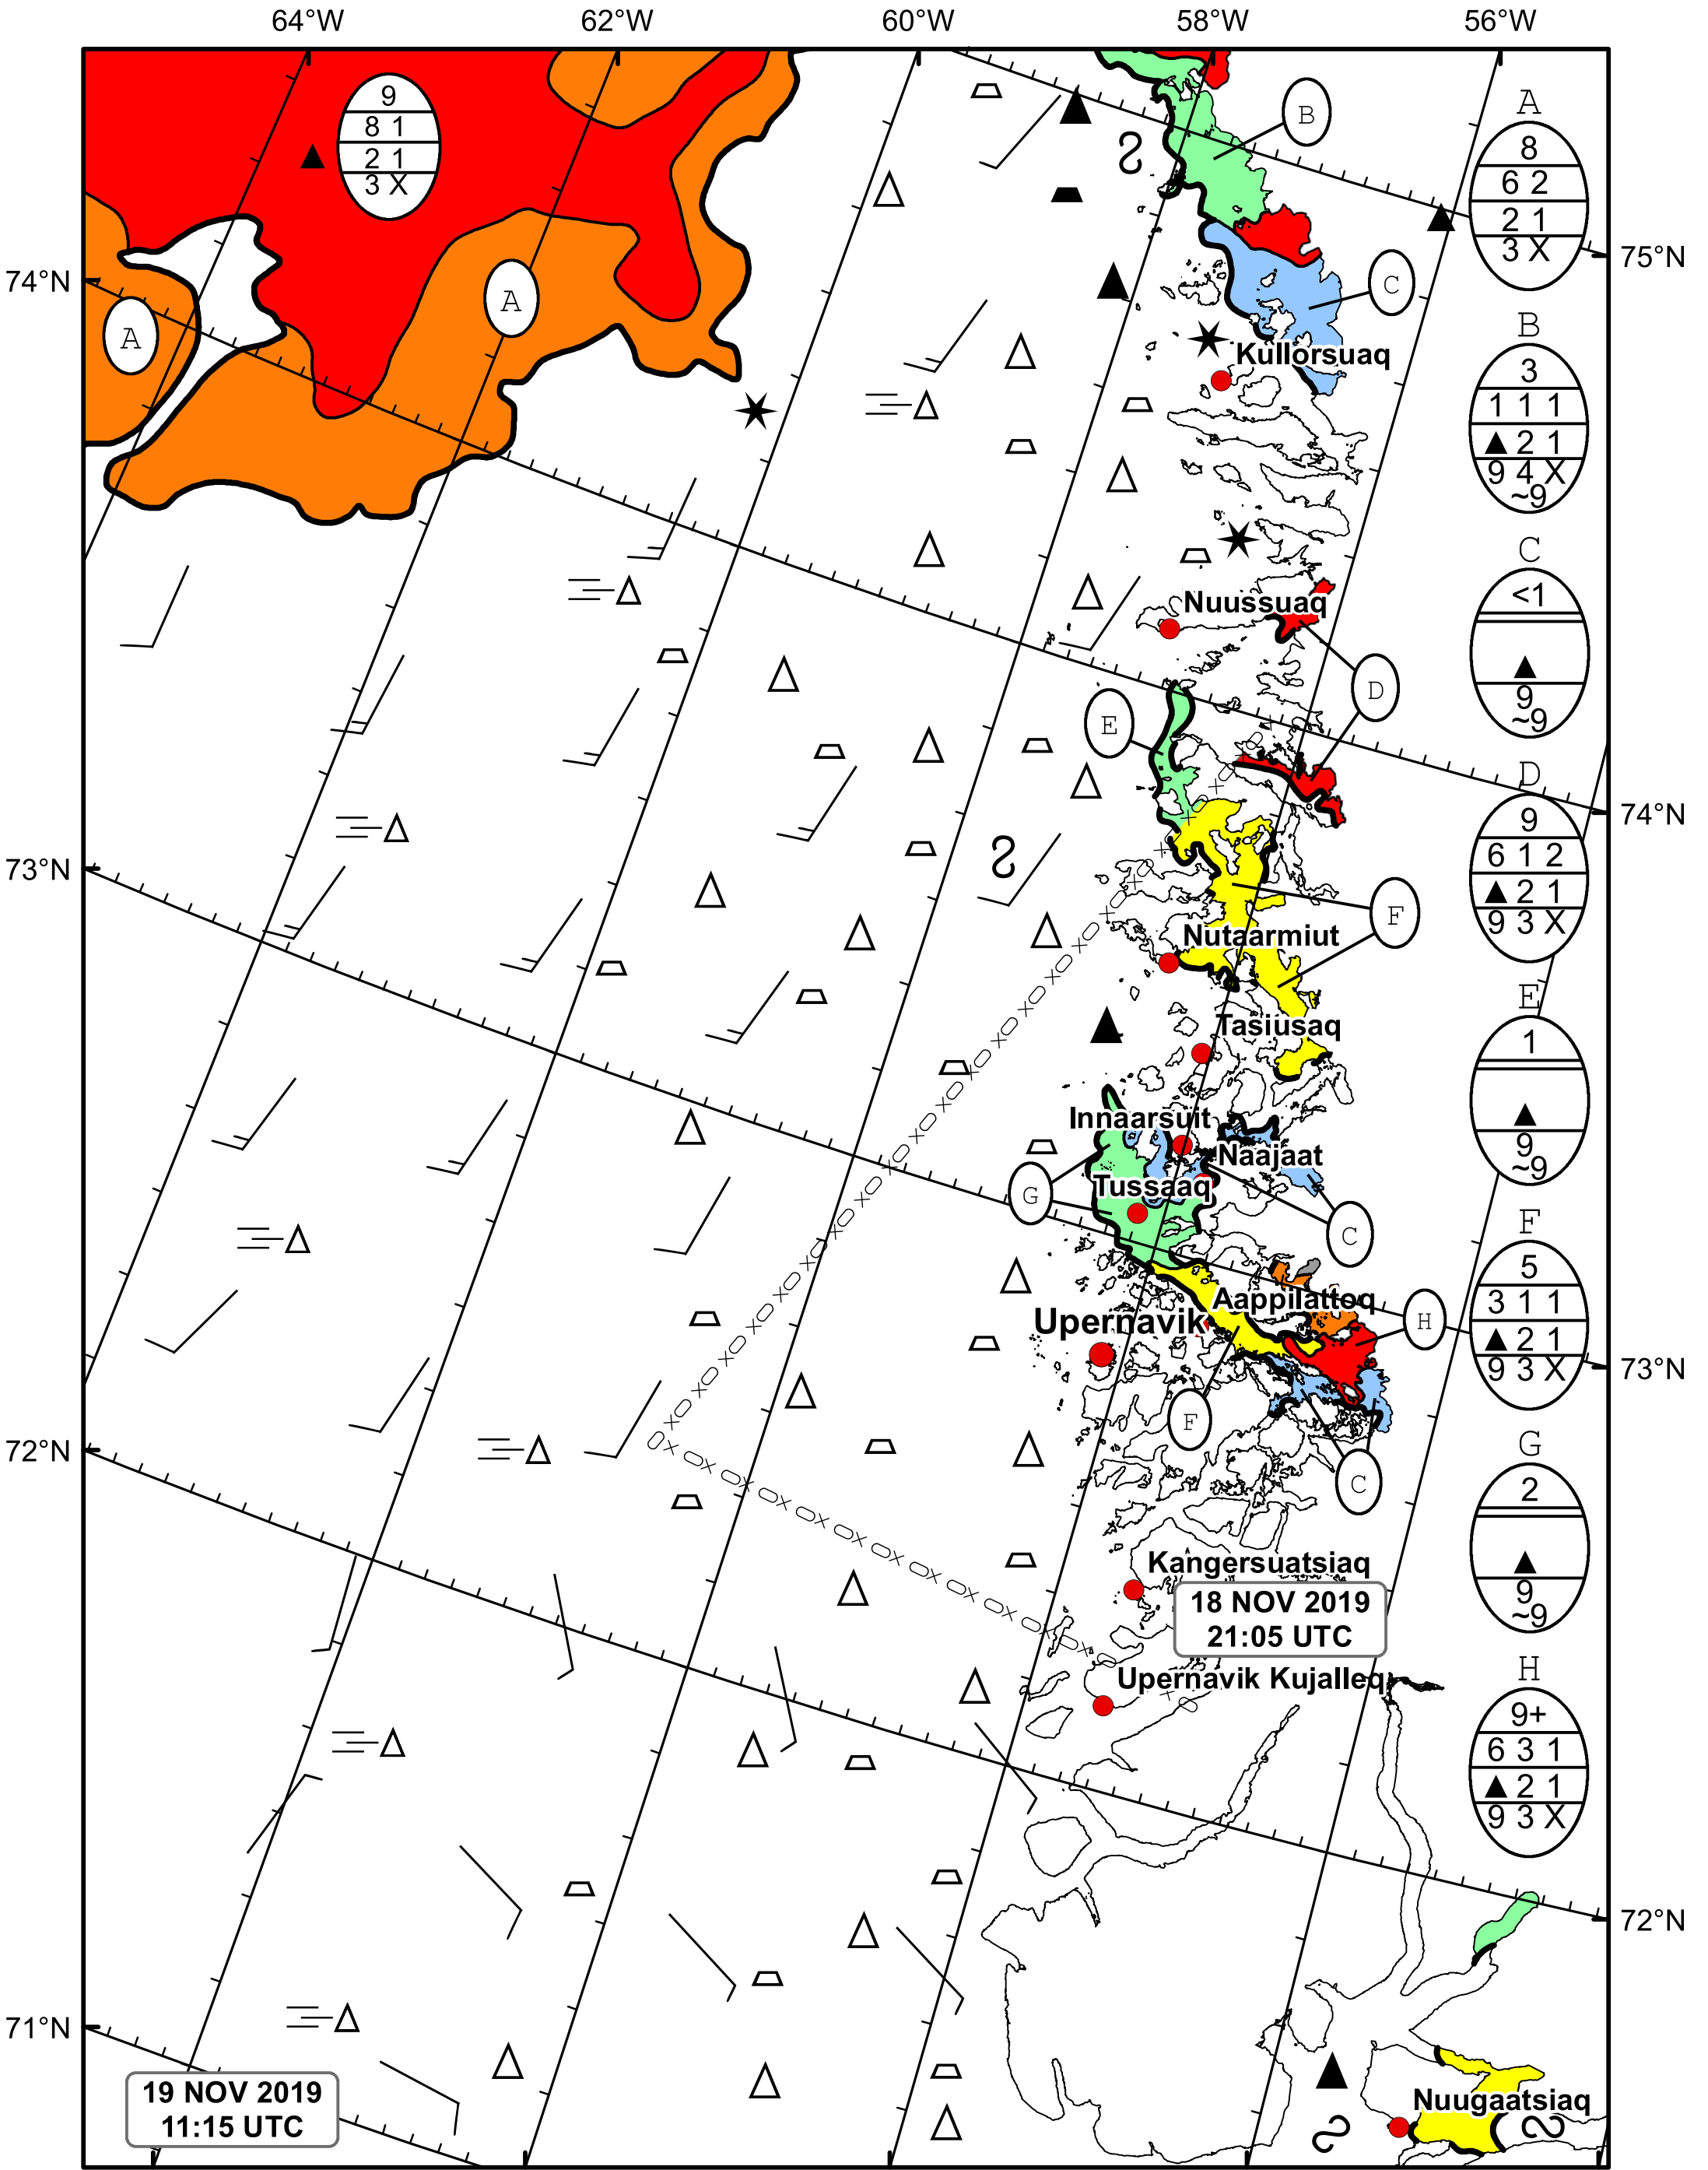 64°W 62°W 60°W 58°W 56°W
9
8 1
2 1
3 X
B
A
8
6 2
2 1
3 X
75°N
74°N
A
A
C
Kullorsuaq
B
3
1 1 1
▲ 2 1
9 4 X
~9
C
<1
▲
9
~9
Nuussuaq
D
E
D
9
6 1 2
▲ 2 1
9 3 X
74°N
73°N
F
Nutaarmiut
Tasiusaq
E
1
▲
9
~9
Innaarsuit
Naajaat
Tussaaq
G
C
F
5
3 1 1
▲ 2 1
9 3 X
Aappilattoq
Upernavik
H
73°N
F
C
72°N
G
2
▲
9
~9
Kangersuatsiaq
18 NOV 2019
21:05 UTC
Upernavik Kujalleq
H
9+
6 3 1
▲ 2 1
9 3 X
72°N
71°N
19 NOV 2019
11:15 UTC
Nuugaatsiaq